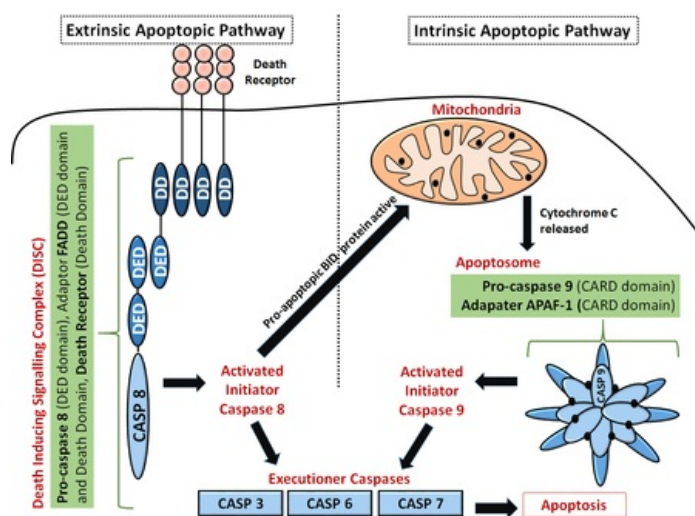 Extrinsic Apoptopic Pathway
Intrinsic Apoptopic Pathway
Death
Receptor
Mitochondria
DD
DD
DD
DD
DED
DED
DED
DED
CASP 8
Death Inducing Signalling Complex (DISC)
Pro-caspase 8 (DED domain), Adaptor FADD (DED domain
and Death Domain, Death Receptor (Death Domain)
Pro-apoptopic BID protein active
Cytochrome C
released
Apoptosome
Pro-caspase 9 (CARD domain)
Adapater APAF-1 (CARD domain)
CASP 9
Activated
Initiator
Caspase 8
Activated
Initiator
Caspase 9
Executioner Caspases
CASP 3
CASP 6
CASP 7
Apoptosis